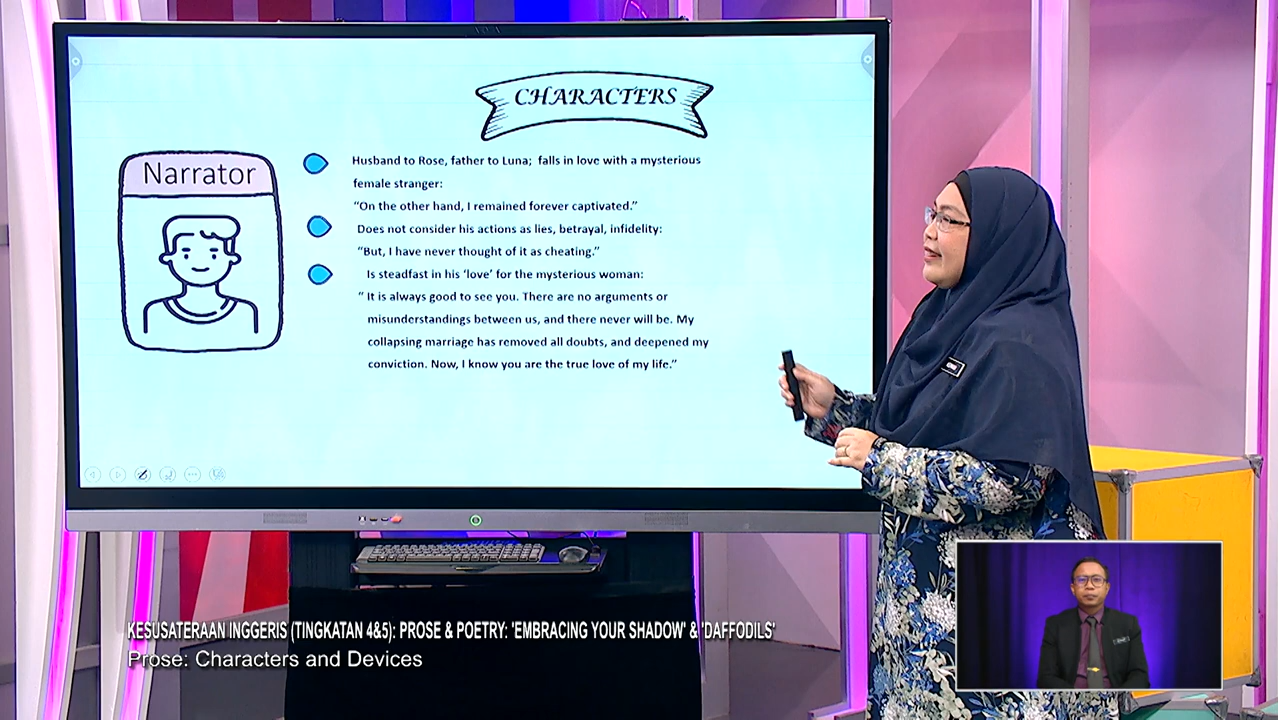 CHARACTERS
Narrator
Husband to Rose, father to Luna; falls in love with a mysterious
female stranger:
“On the other hand, I remained forever captivated.”
Does not consider his actions as lies, betrayal, infidelity:
“But, I have never thought of it as cheating.”
Is steadfast in his ‘love’ for the mysterious woman:
“ It is always good to see you. There are no arguments or
misunderstandings between us, and there never will be. My
collapsing marriage has removed all doubts, and deepened my
conviction. Now, I know you are the true love of my life.”
KESUSATERAAN INGGERIS (TINGKATAN 4&5): PROSE & POETRY: 'EMBRACING YOUR SHADOW' & 'DAFFODILS'
Prose: Characters and Devices